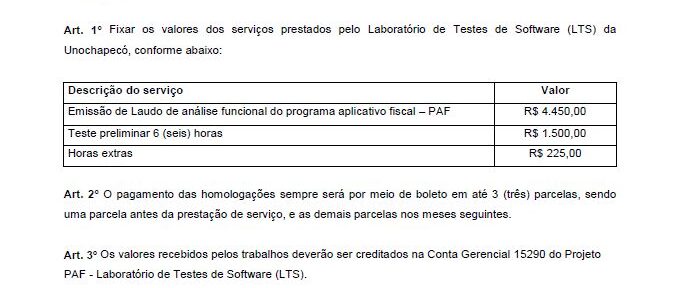 Art. 1º Fixar os valores dos serviços prestados pelo Laboratório de Testes de Software (LTS) da
Unochapecó, conforme abaixo:
Descrição do serviço Valor
Emissão de Laudo de análise funcional do programa aplicativo fiscal – PAF R$ 4.450,00
Teste preliminar 6 (seis) horas R$ 1.500,00
Horas extras R$ 225,00
Art. 2º O pagamento das homologações sempre será por meio de boleto em até 3 (três) parcelas, sendo
uma parcela antes da prestação de serviço, e as demais parcelas nos meses seguintes.
Art. 3º Os valores recebidos pelos trabalhos deverão ser creditados na Conta Gerencial 15290 do Projeto
PAF - Laboratório de Testes de Software (LTS).